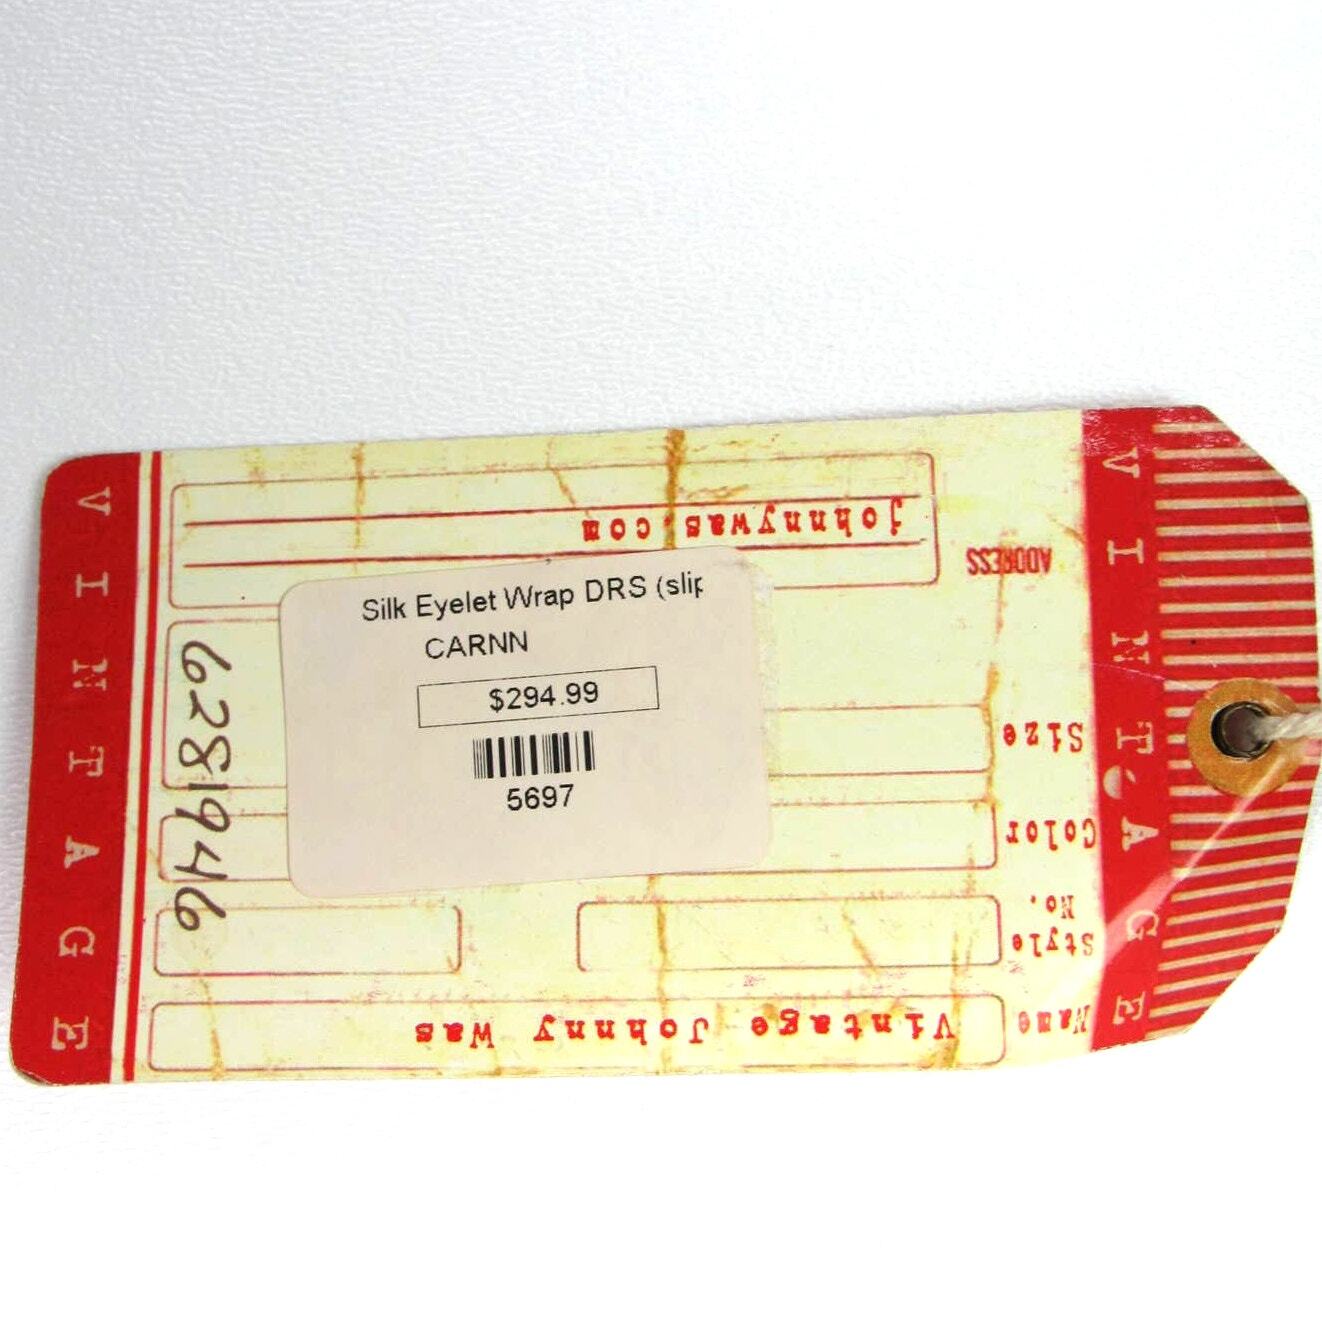 VINTAGE
johnywas.com
ADDRESS
Silk Eyelet Wrap DRS (slip
CARNN
$294.99
5697
6281946
Size
Color
Style
No.
Name
Vintage Johnny Was
VINTAGE